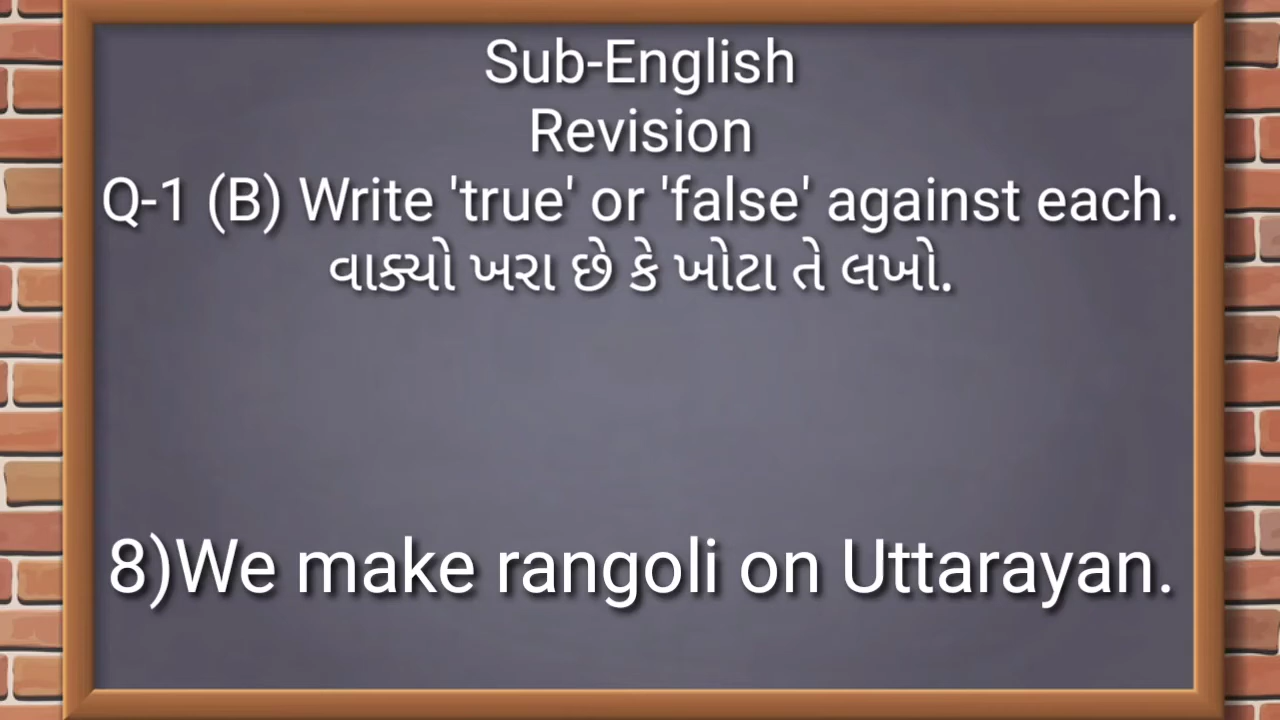 Sub-English
Revision
Q-1 (B) Write 'true' or 'false' against each.
વાક્યો ખરા છે કે ખોટા તે લખો.
8)We make rangoli on Uttarayan.